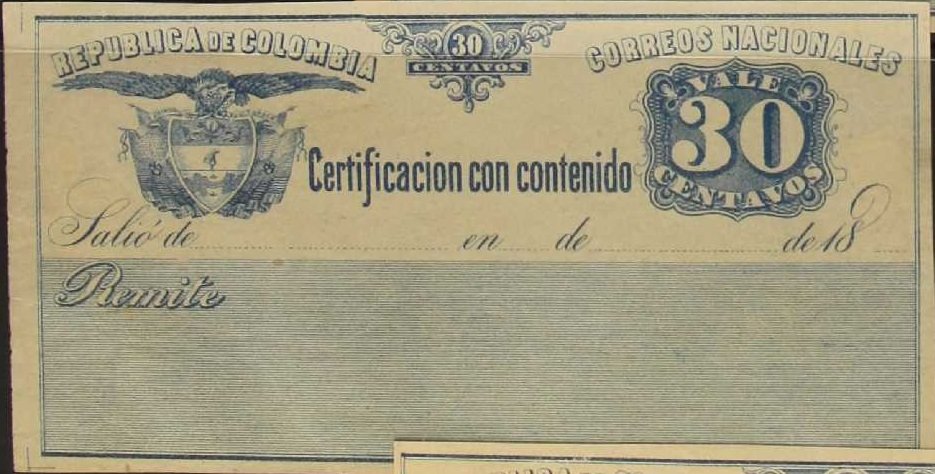 REPUBLICA DE COLOMBIA
30
CENTAVOS
CORREOS NACIONALES
VALE
30
CENTAVOS
Certificacion con contenido
Salió de en de de 18
Remite